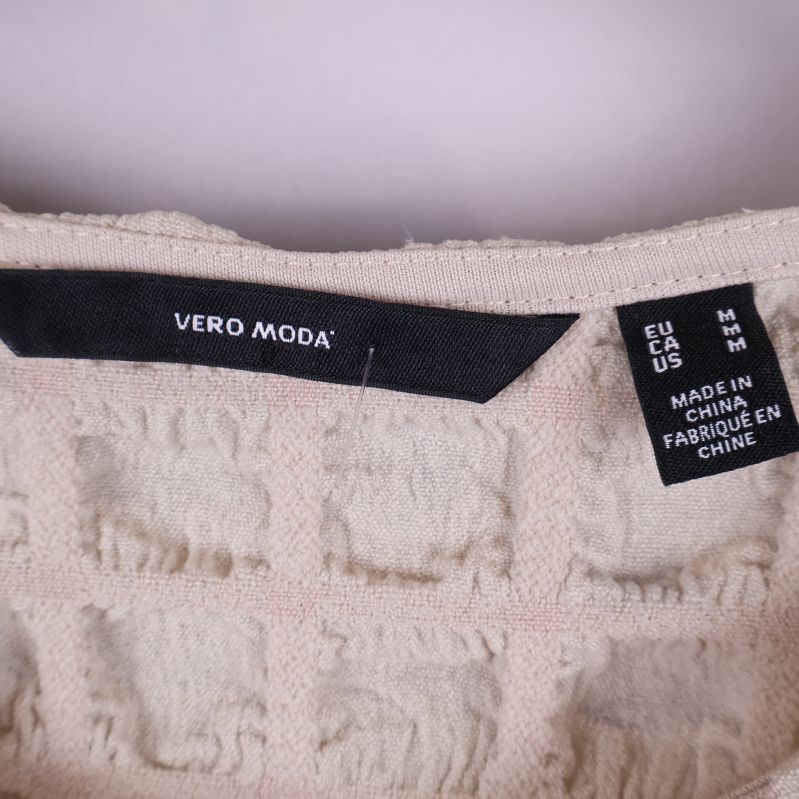 VERO MODA
EU M
CA M
US M
MADE IN
CHINA
FABRIQUÉ EN
CHINE